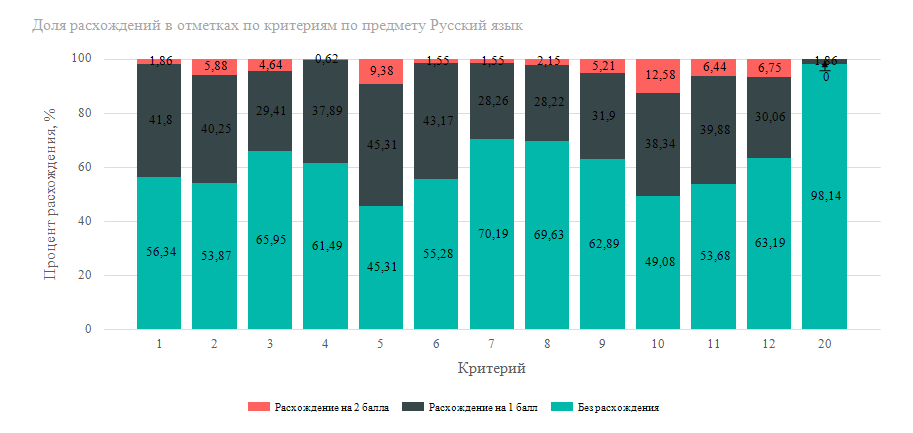 Доля расхождений в отметках по критериям по предмету Русский язык
100
80
60
40
20
0
Процент расхождения, %
1,86 5,88 4,64 0,62 9,38 1,55 1,55 2,15 5,21 12,58 6,44 6,75 1,86
0
41,8 40,25 29,41 37,89 45,31 43,17 28,26 28,22 31,9 38,34 39,88 30,06
56,34 53,87 65,95 61,49 45,31 55,28 70,19 69,63 62,89 49,08 53,68 63,19 98,14
1 2 3 4 5 6 7 8 9 10 11 12 20
Критерий
Расхождение на 2 балла Расхождение на 1 балл Без расхождения